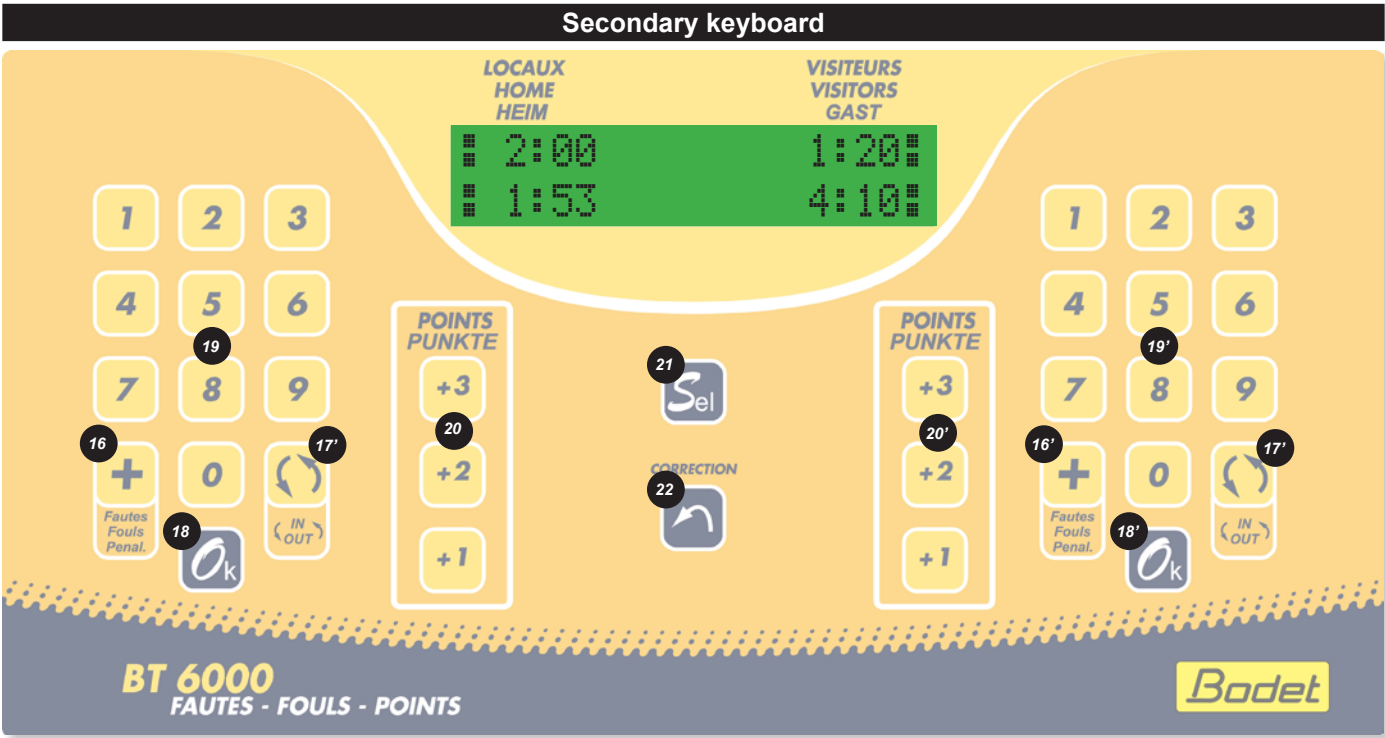 Secondary keyboard
LOCAUX
HOME
HEIM
VISITEURS
VISITORS
GAST
2:00 1:20
1:53 4:10
1 2 3
4 5 6
19
7 8 9
16
17’
+ 0
Fautes
Fouls
Penal.
IN
OUT
18
Ok
POINTS
PUNKTE
+3
20
+2
+1
21
Sel
CORRECTION
22
POINTS
PUNKTE
+3
20’
+2
+1
1 2 3
4 5 6
19’
7 8 9
16’
17’
+ 0
Fautes
Fouls
Penal.
IN
OUT
18’
Ok
BT 6000
FAUTES - FOULS - POINTS
Bodet